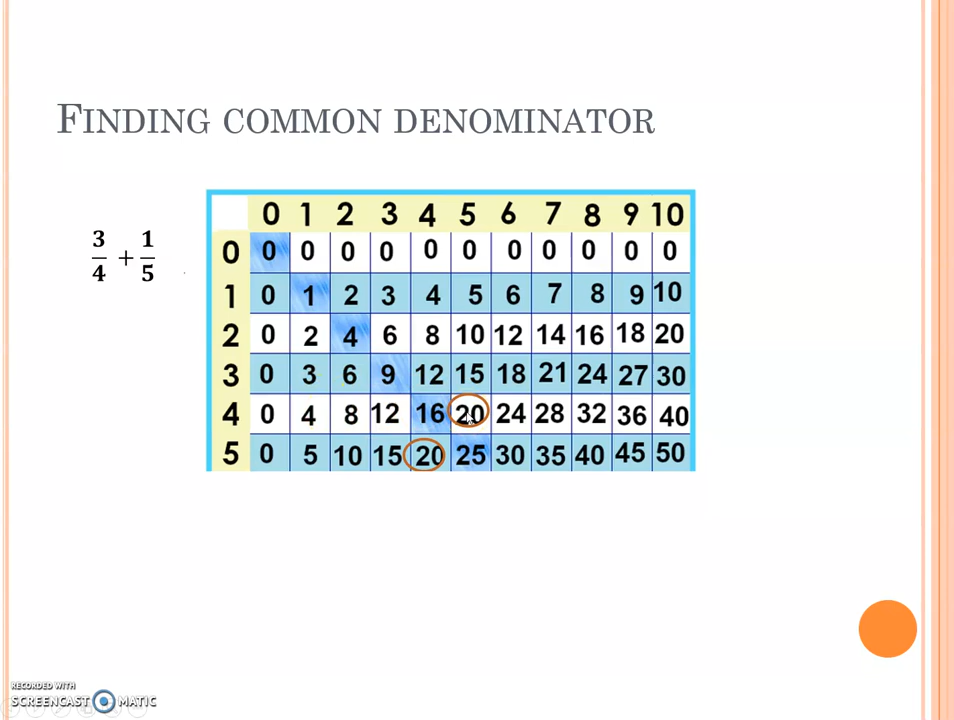 FINDING COMMON DENOMINATOR
3/4 + 1/5
0 1 2 3 4 5 6 7 8 9 10
0 0 0 0 0 0 0 0 0 0 0 0
1 0 1 2 3 4 5 6 7 8 9 10
2 0 2 4 6 8 10 12 14 16 18 20
3 0 3 6 9 12 15 18 21 24 27 30
4 0 4 8 12 16 20 24 28 32 36 40
5 0 5 10 15 20 25 30 35 40 45 50
RECORDED WITH
SCREENCAST MATIC